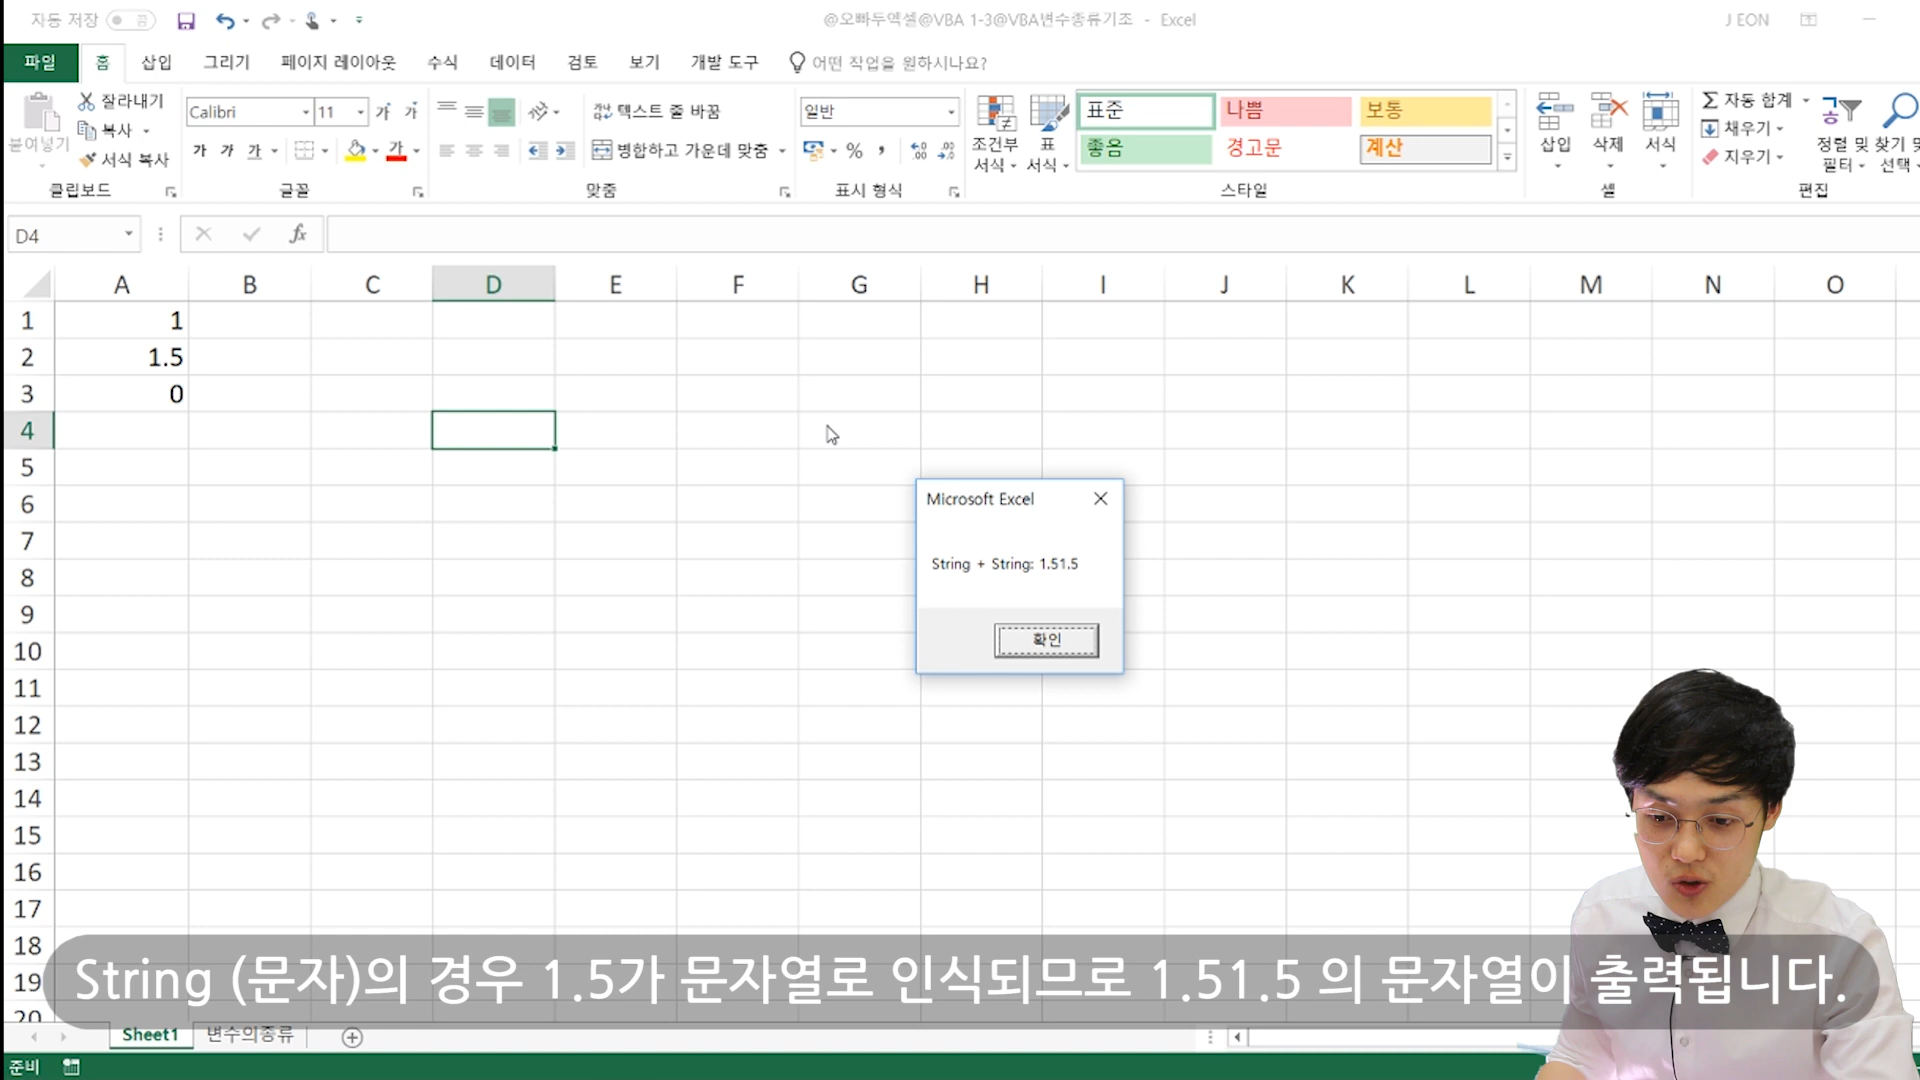 자동 저장 끔
@오빠두엑셀@VBA 1-3@VBA변수종류기초 - Excel
J EON
파일 홈 삽입 그리기 페이지 레이아웃 수식 데이터 검토 보기 개발 도구 어떤 작업을 원하시나요?
붙여넣기
잘라내기
복사
서식 복사
클립보드
Calibri 11 가 가
가 가 가 가
글꼴
텍스트 줄 바꿈
병합하고 가운데 맞춤
맞춤
일반
% ,
표시 형식
조건부 서식
표 서식
표준 나쁨 보통
좋음 경고문 계산
스타일
삽입 삭제 서식
셀
자동 합계
채우기
지우기
정렬 및 필터
찾기 및 선택
편집
D4
fx
A B C D E F G H I J K L M N O
1 1
2 1.5
3 0
4
5
6
7
8
9
10
11
12
13
14
15
16
17
18
19
20
Microsoft Excel
String + String: 1.51.5
확인
String (문자)의 경우 1.5가 문자열로 인식되므로 1.51.5 의 문자열이 출력됩니다.
Sheet1 변수의종류
준비